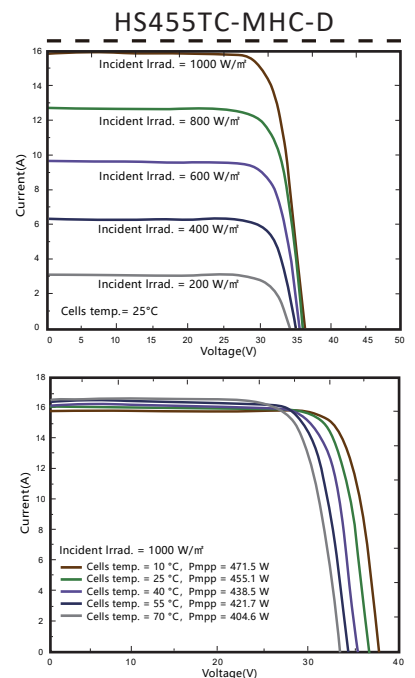 HS455TC-MHC-D
16
Incident Irrad. = 1000 W/㎡
14
12
Incident Irrad. = 800 W/㎡
10
Incident Irrad. = 600 W/㎡
8
6
Incident Irrad. = 400 W/㎡
4
Incident Irrad. = 200 W/㎡
2
Cells temp.= 25°C
0
Current(A)
0 5 10 15 20 25 30 35 40 45 50
Voltage(V)
18
16
14
12
10
8
Incident Irrad. = 1000 W/㎡
6
Cells temp. = 10 °C, Pmpp = 471.5 W
Cells temp. = 25 °C, Pmpp = 455.1 W
4
Cells temp. = 40 °C, Pmpp = 438.5 W
Cells temp. = 55 °C, Pmpp = 421.7 W
2
Cells temp. = 70 °C, Pmpp = 404.6 W
0
Current(A)
0 10 20 30 40
Voltage(V)